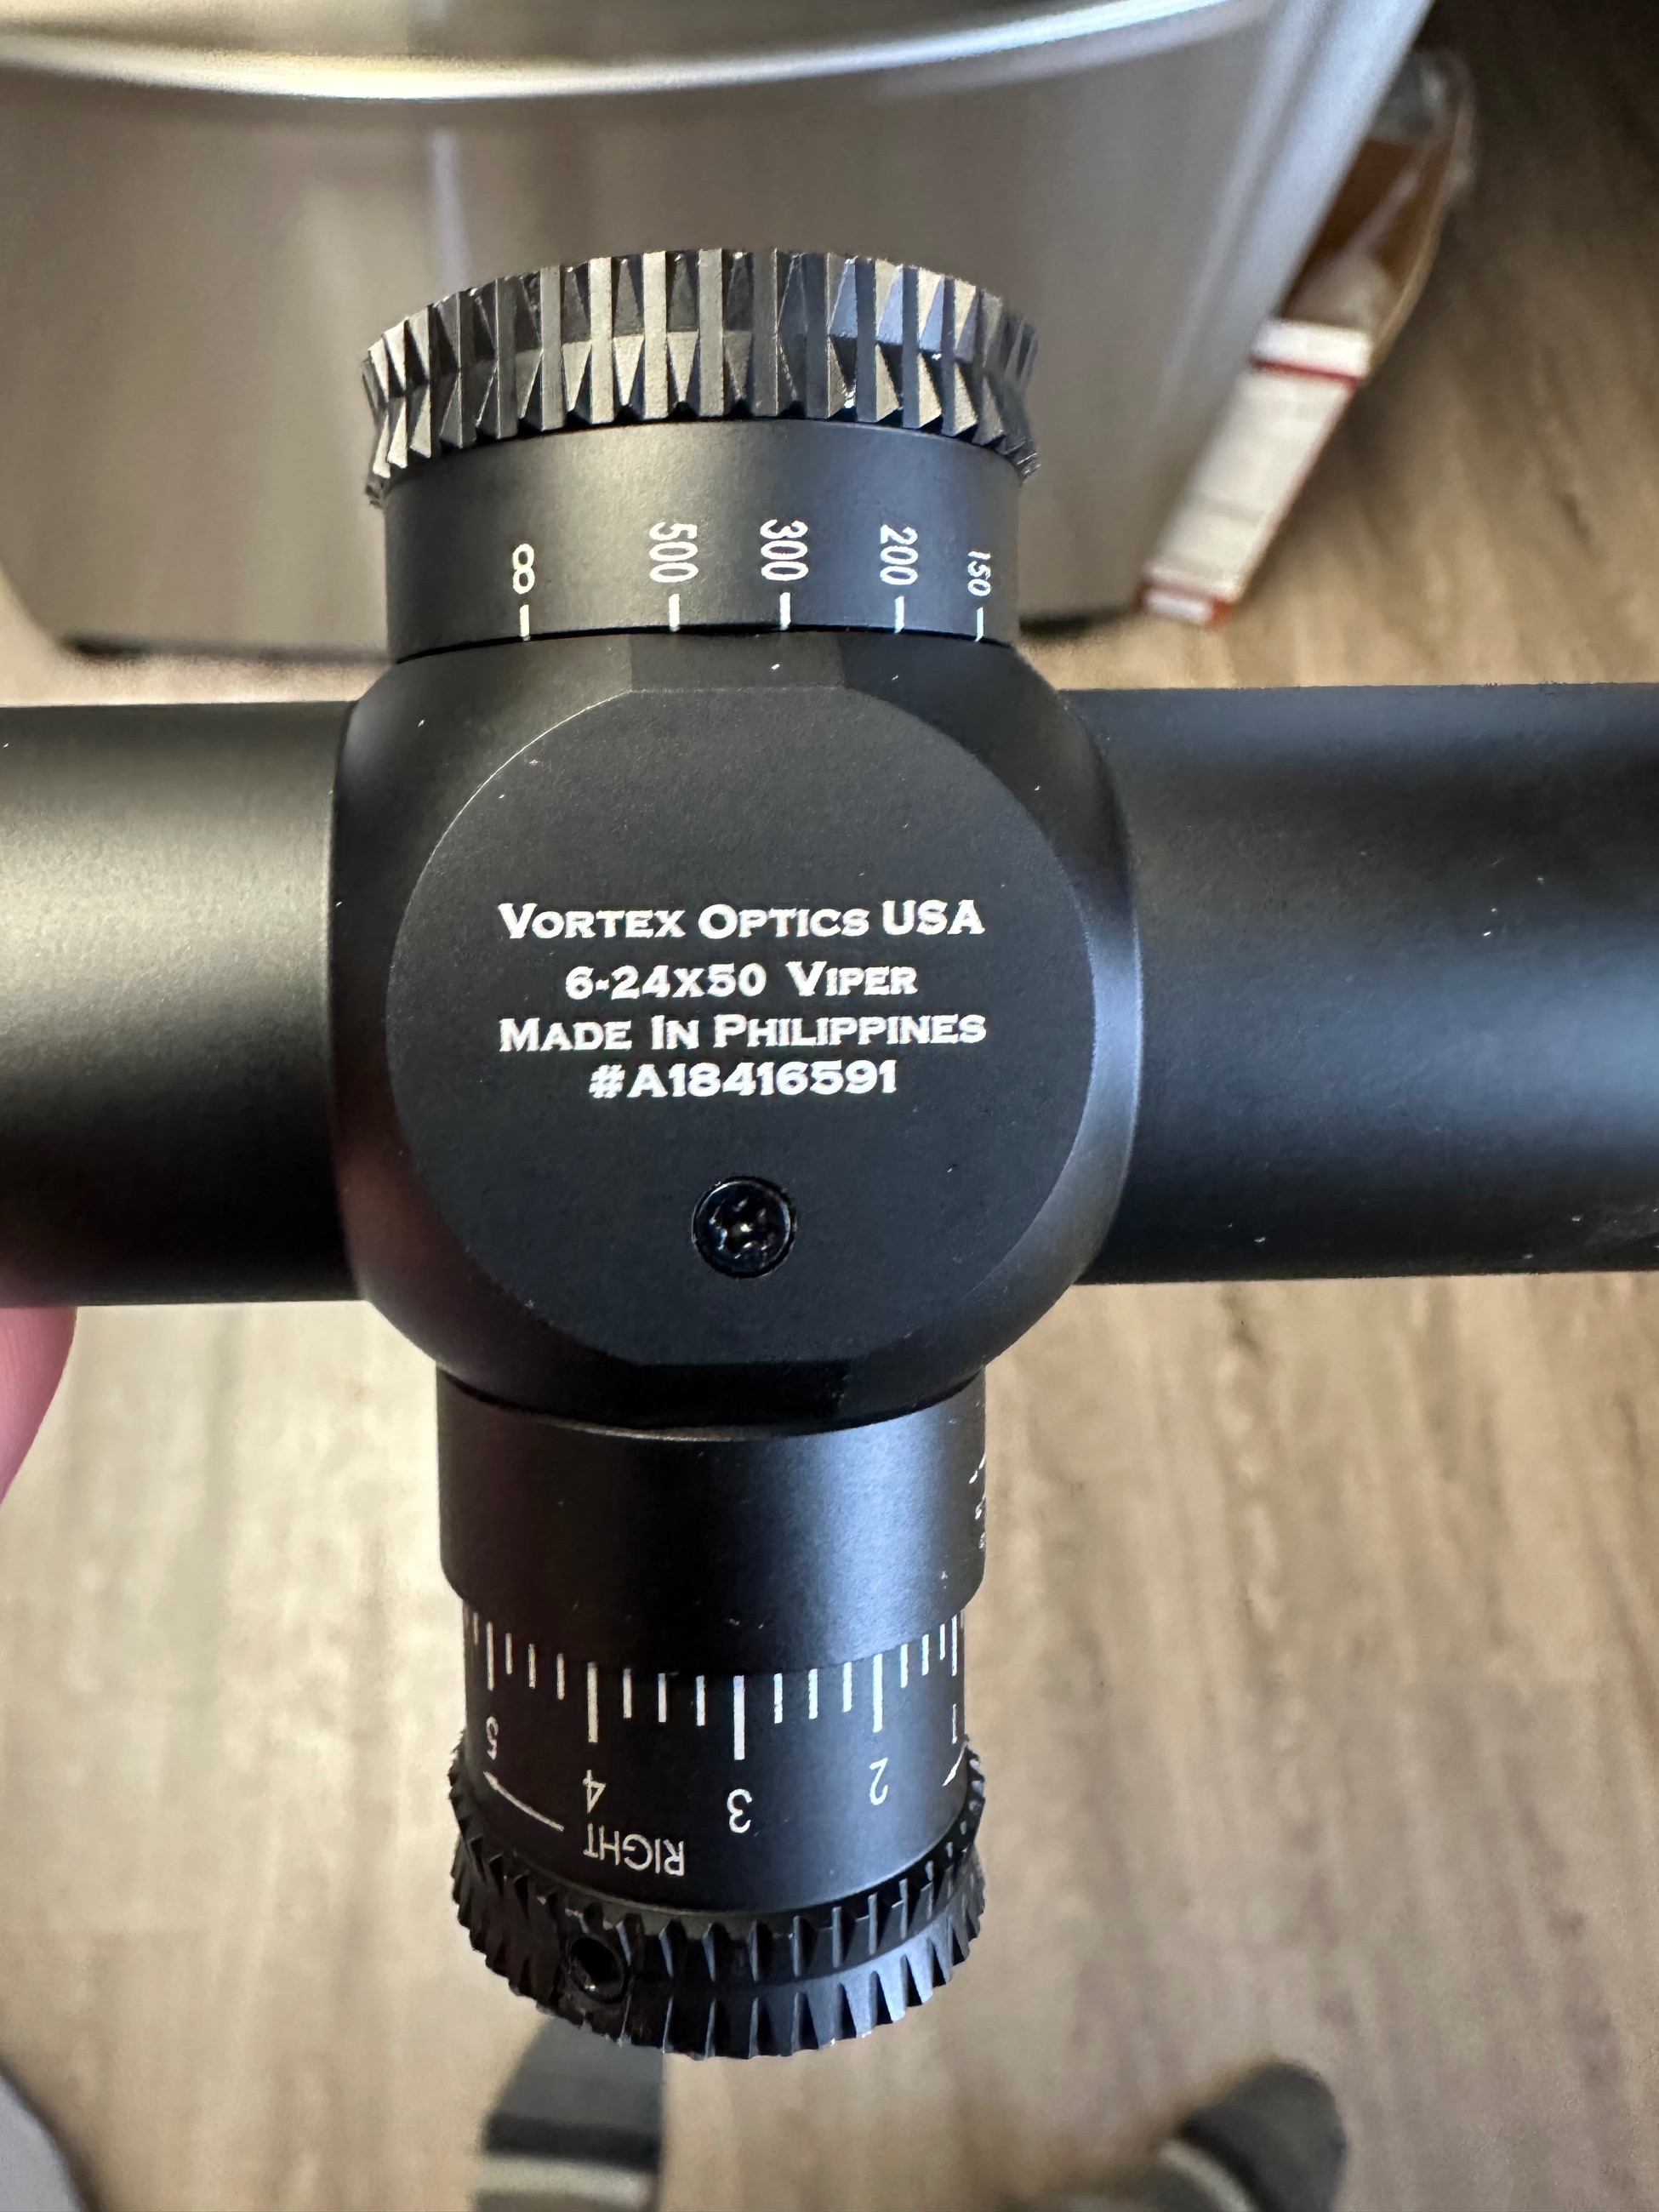 ∞ 500 300 200 150
VORTEX OPTICS USA
6-24X50 VIPER
MADE IN PHILIPPINES
#A18416591
5 4 3 2 1
RIGHT